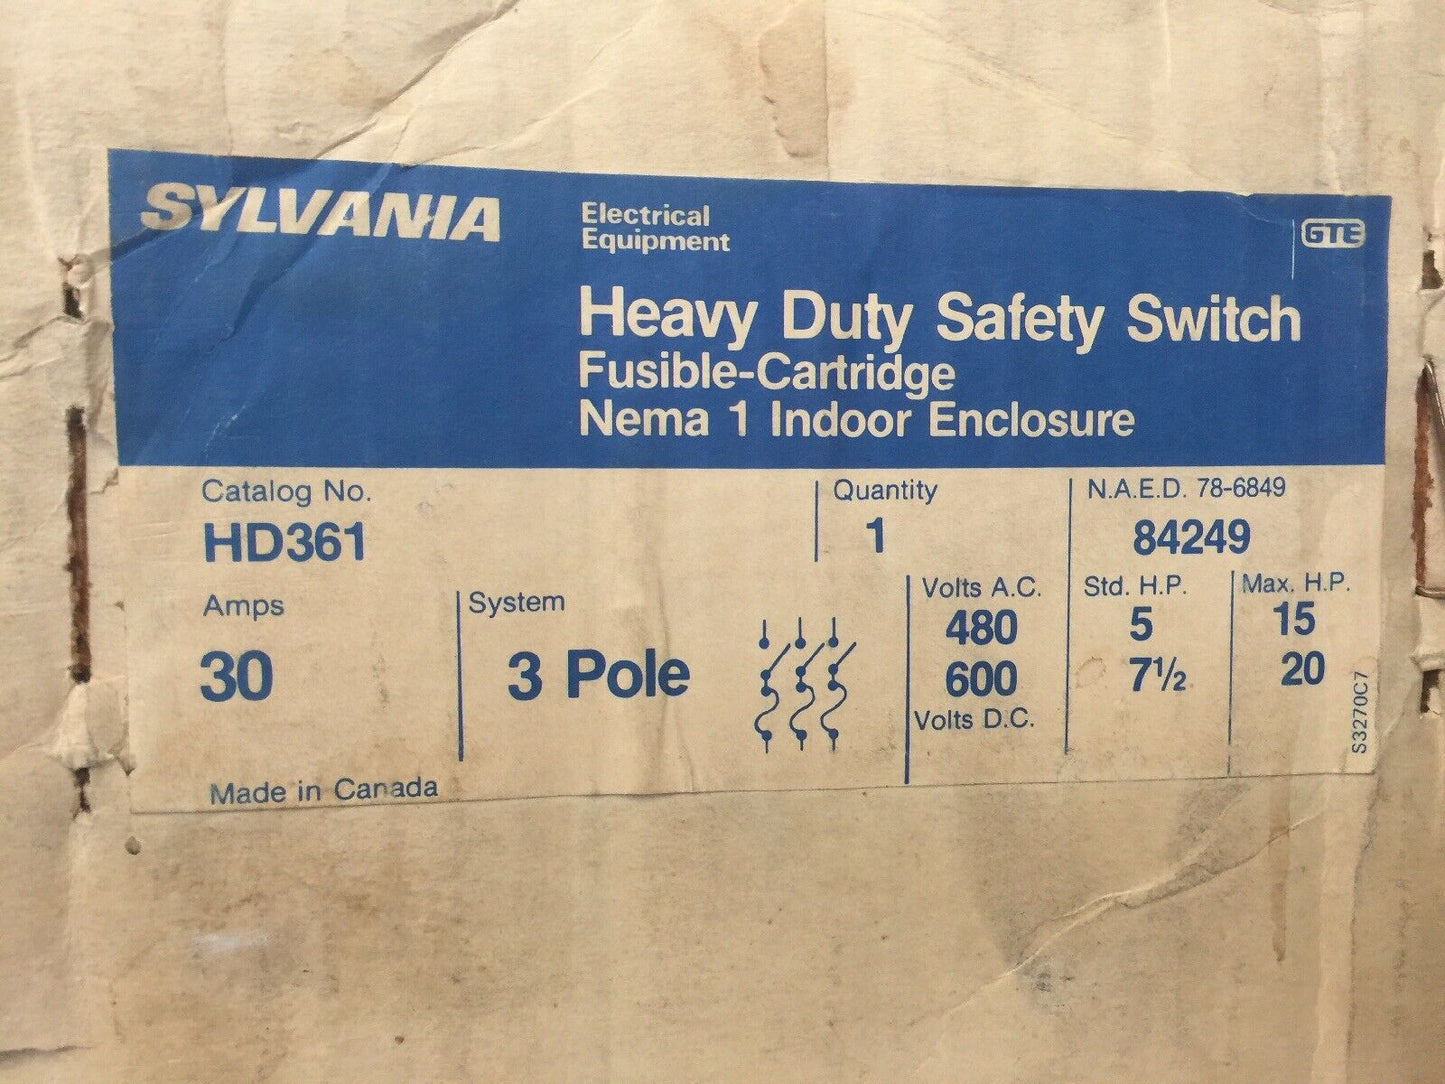 SYLVANIA
Electrical
Equipment
GTE
Heavy Duty Safety Switch
Fusible-Cartridge
Nema 1 Indoor Enclosure
Catalog No.
HD361
Quantity
1
N.A.E.D. 78-6849
84249
Amps
30
System
3 Pole
Volts A.C.
480
600
Volts D.C.
Std. H.P.
5
7½
Max. H.P.
15
20
S3270C7
Made in Canada